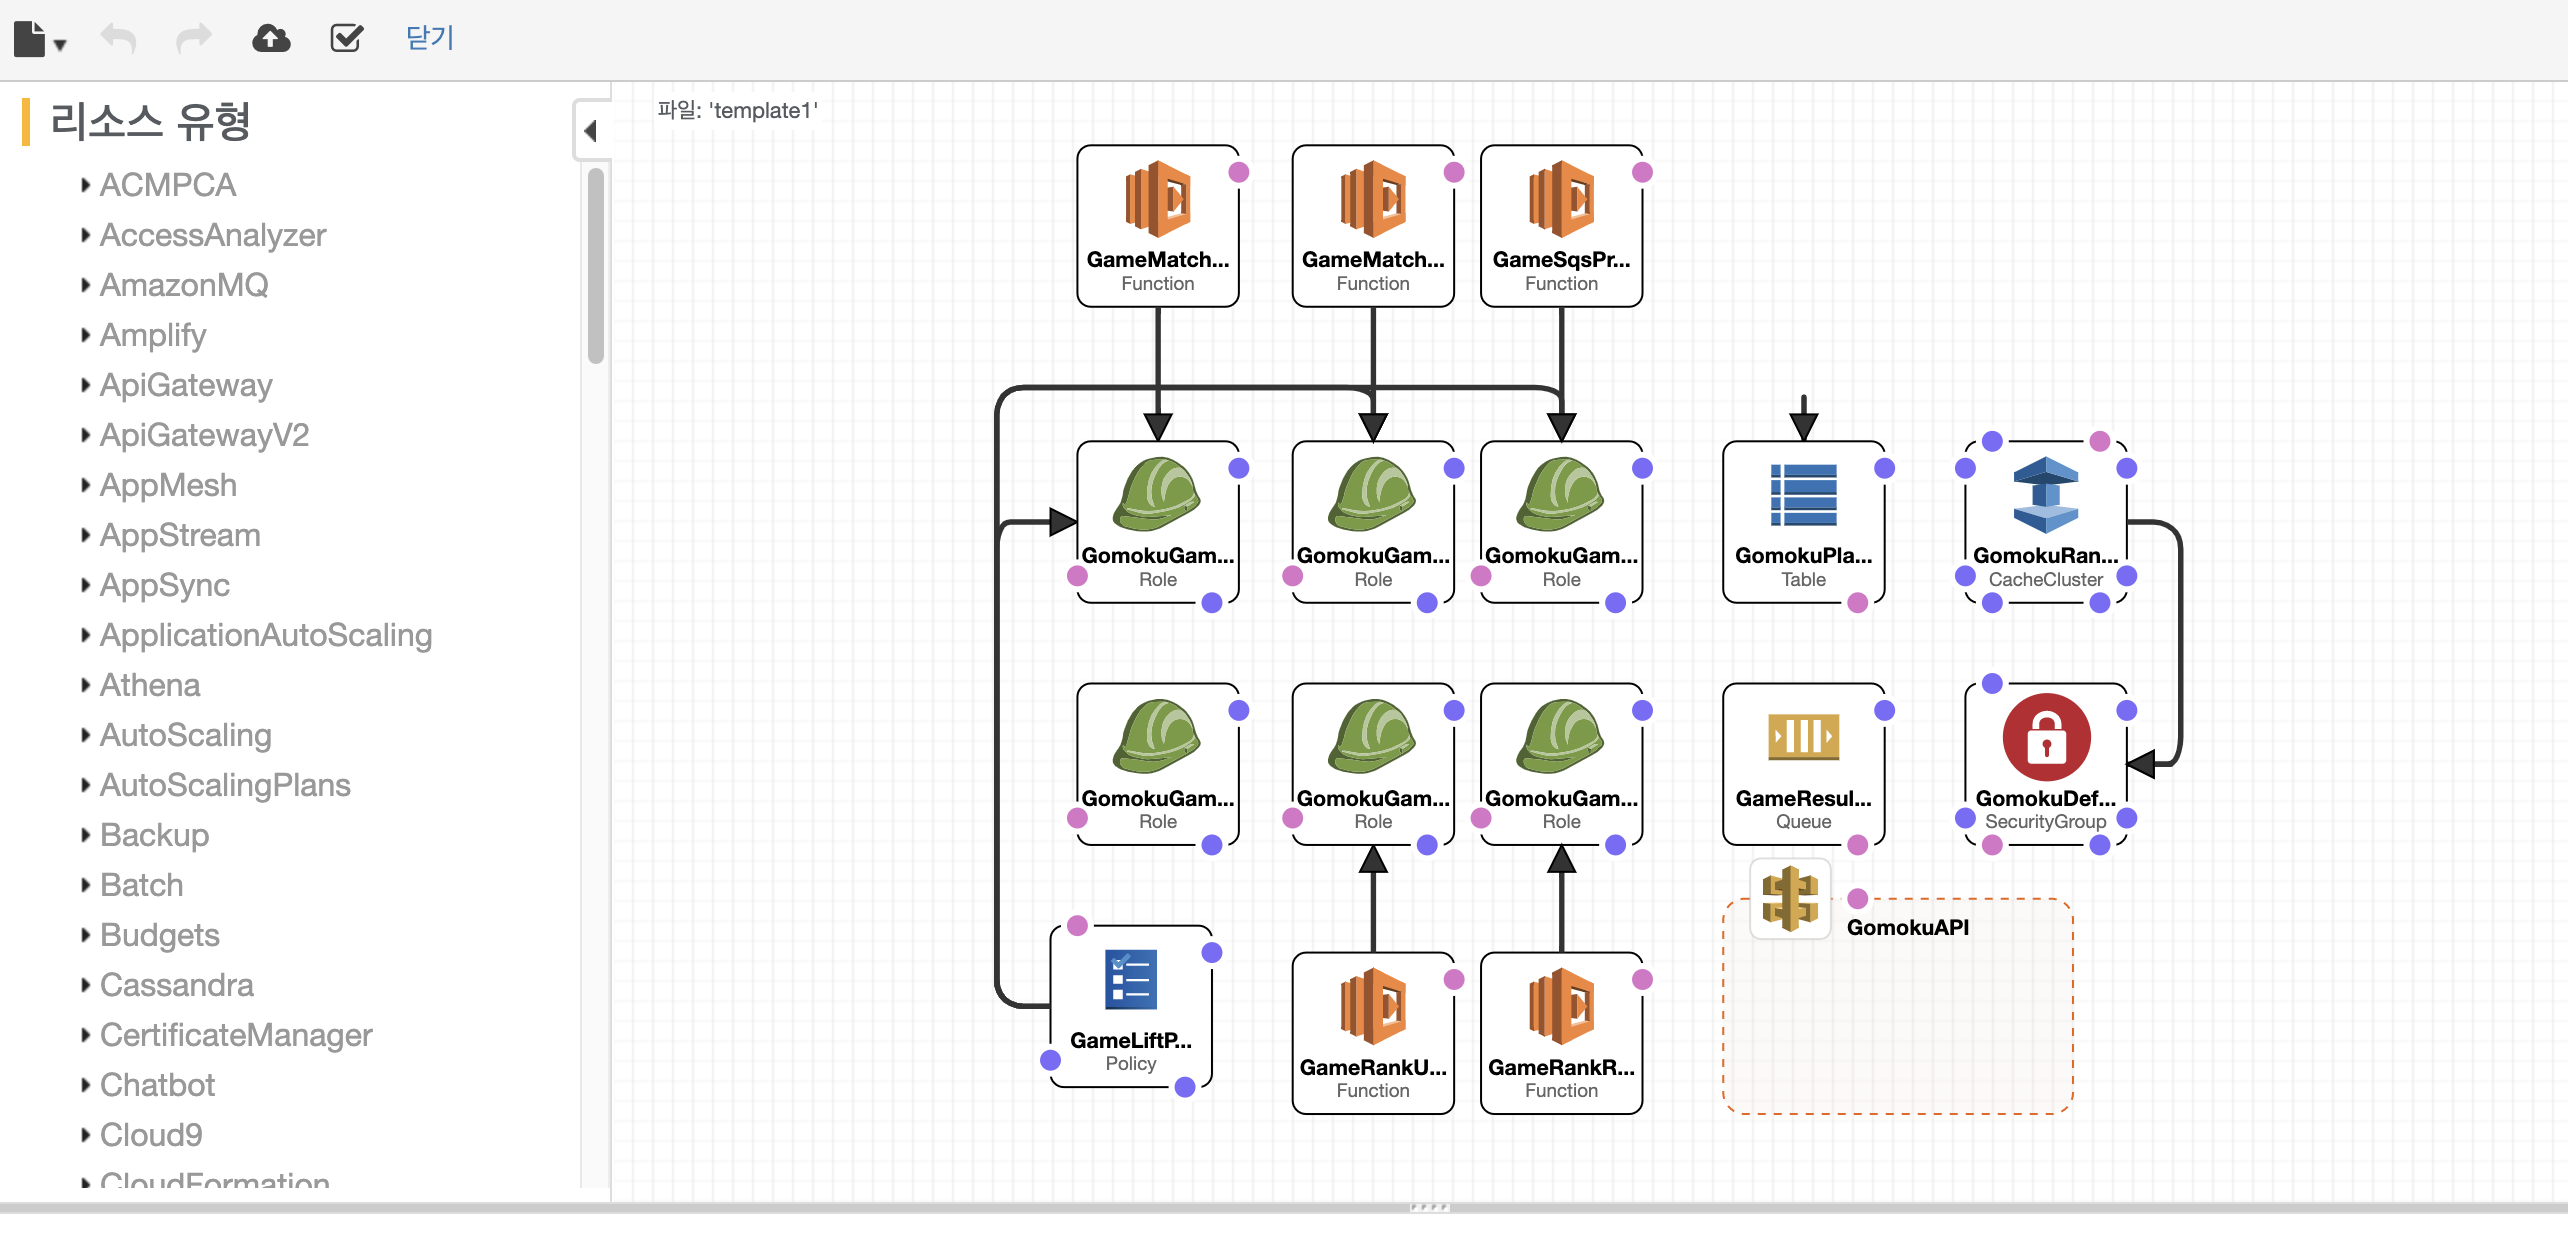 닫기
리소스 유형
ACMPCA
AccessAnalyzer
AmazonMQ
Amplify
ApiGateway
ApiGatewayV2
AppMesh
AppStream
AppSync
ApplicationAutoScaling
Athena
AutoScaling
AutoScalingPlans
Backup
Batch
Budgets
Cassandra
CertificateManager
Chatbot
Cloud9
CloudFormation
파일: 'template1'
GameMatch...
Function
GameMatch...
Function
GameSqsPr...
Function
GomokuGam...
Role
GomokuGam...
Role
GomokuGam...
Role
GomokuPla...
Table
GomokuRan...
CacheCluster
GomokuGam...
Role
GomokuGam...
Role
GomokuGam...
Role
GameResul...
Queue
GomokuDef...
SecurityGroup
GomokuAPI
GameLiftP...
Policy
GameRankU...
Function
GameRankR...
Function